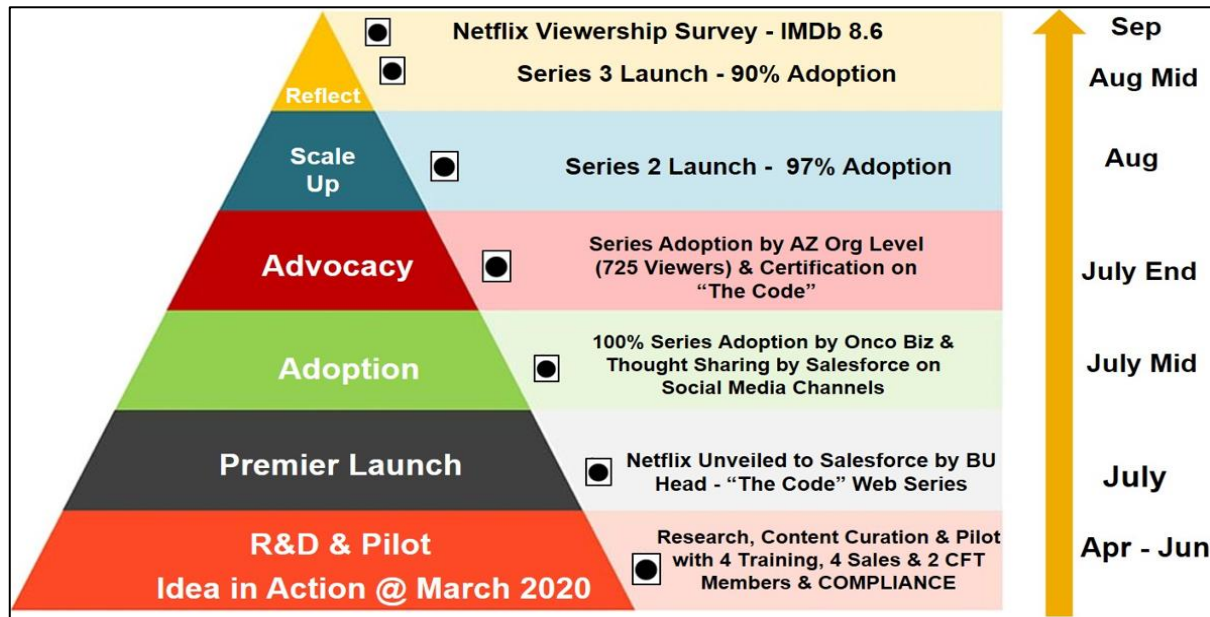 Netflix Viewership Survey - IMDb 8.6
Sep
Series 3 Launch - 90% Adoption
Aug Mid
Reflect
Scale
Up
Series 2 Launch - 97% Adoption
Aug
Advocacy
Series Adoption by AZ Org Level
(725 Viewers) & Certification on
“The Code”
July End
Adoption
100% Series Adoption by Onco Biz &
Thought Sharing by Salesforce on
Social Media Channels
July Mid
Premier Launch
Netflix Unveiled to Salesforce by BU
Head - “The Code” Web Series
July
R&D & Pilot
Idea in Action @ March 2020
Research, Content Curation & Pilot
with 4 Training, 4 Sales & 2 CFT
Members & COMPLIANCE
Apr - Jun